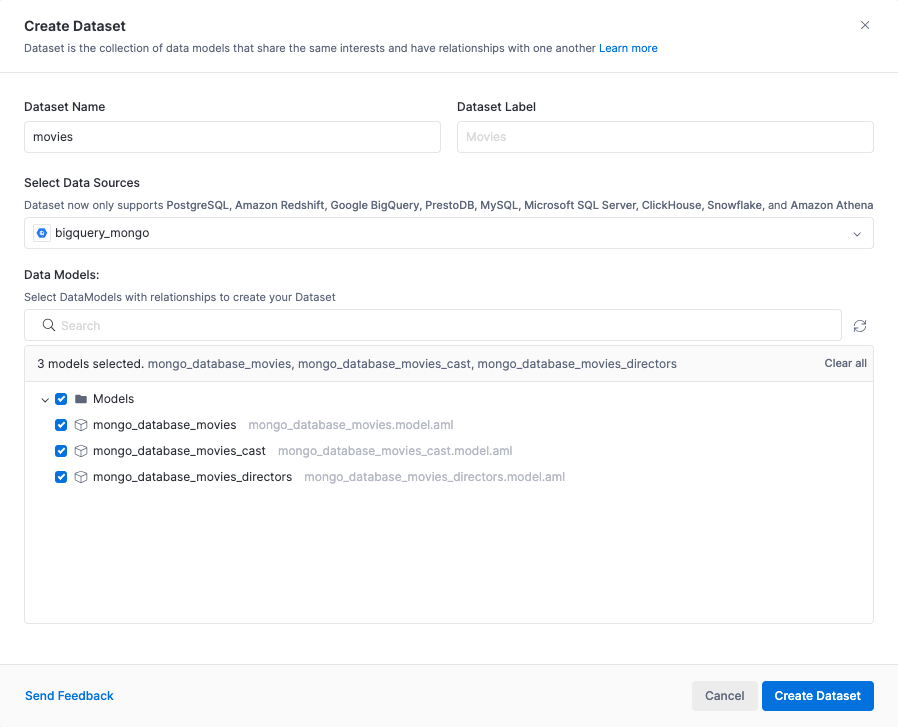 Create Dataset
Dataset is the collection of data models that share the same interests and have relationships with one another Learn more
Dataset Name
Dataset Label
movies
Movies
Select Data Sources
Dataset now only supports PostgreSQL, Amazon Redshift, Google BigQuery, PrestoDB, MySQL, Microsoft SQL Server, ClickHouse, Snowflake, and Amazon Athena
bigquery_mongo
Data Models:
Select DataModels with relationships to create your Dataset
Search
3 models selected. mongo_database_movies, mongo_database_movies_cast, mongo_database_movies_directors Clear all
Models
mongo_database_movies mongo_database_movies.model.aml
mongo_database_movies_cast mongo_database_movies_cast.model.aml
mongo_database_movies_directors mongo_database_movies_directors.model.aml
Send Feedback
Cancel
Create Dataset